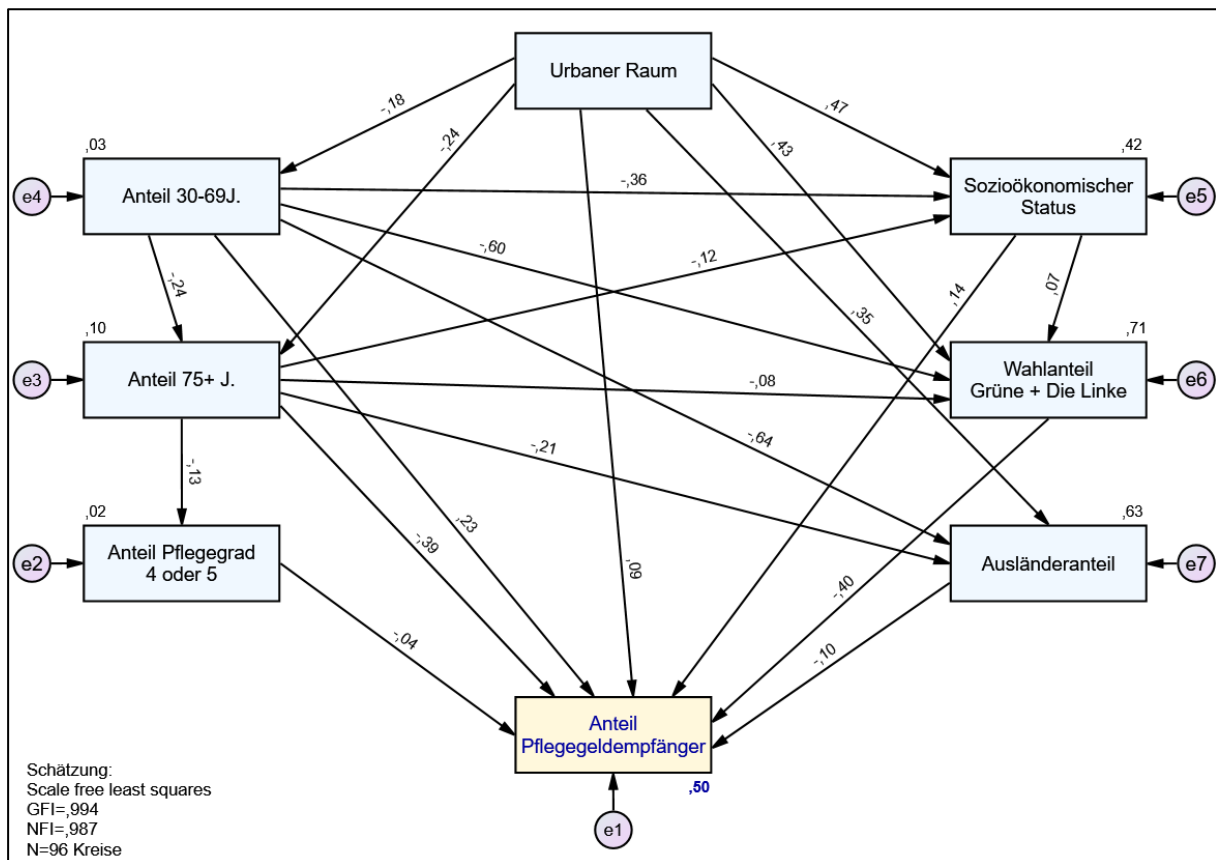 Urbaner Raum
-,18
-,24
,47
,43
,03
Anteil 30-69J.
e4
-,36
,42
Sozioökonomischer
Status
e5
-,24
-,60
-,12
,14
,07
,35
,10
Anteil 75+ J.
e3
-,08
,71
Wahlanteil
Grüne + Die Linke
e6
-,13
-,21
-,64
,02
Anteil Pflegegrad
4 oder 5
e2
-,39
,23
,09
-,40
,63
Ausländeranteil
e7
-,04
-,10
Anteil
Pflegegeldempfänger
,50
e1
Schätzung:
Scale free least squares
GFI=,994
NFI=,987
N=96 Kreise